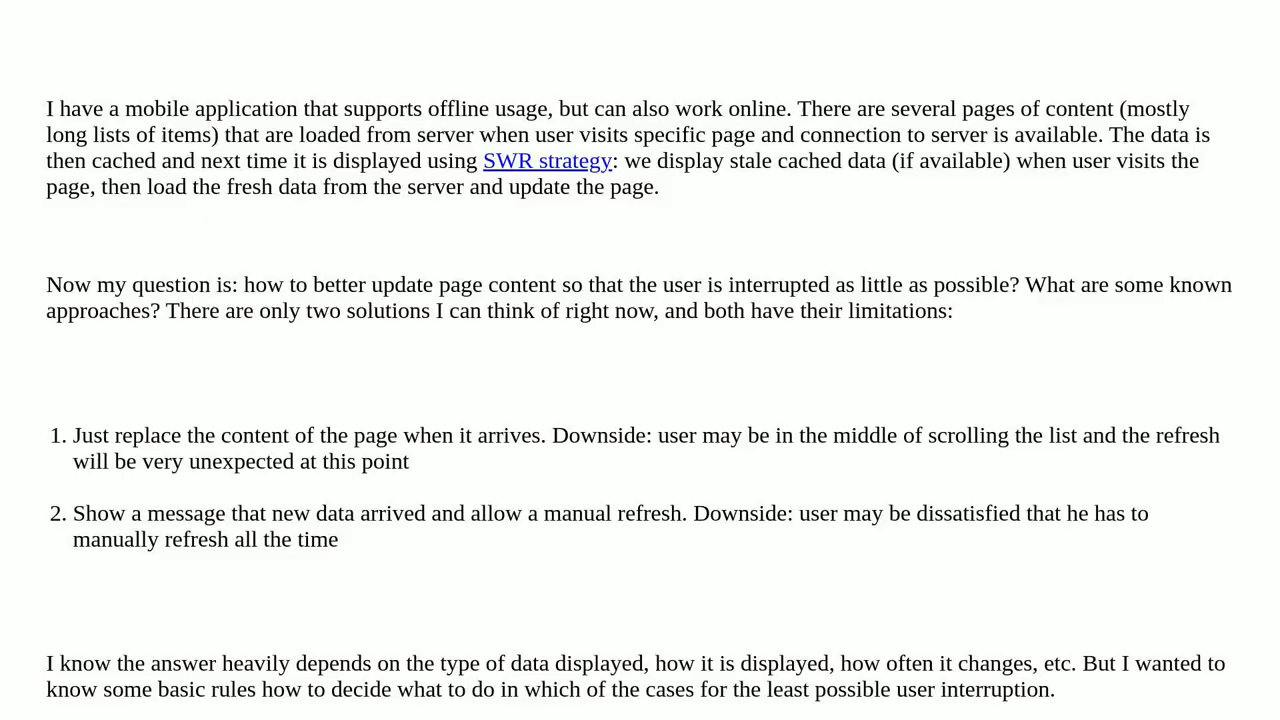 I have a mobile application that supports offline usage, but can also work online. There are several pages of content (mostly
long lists of items) that are loaded from server when user visits specific page and connection to server is available. The data is
then cached and next time it is displayed using SWR strategy: we display stale cached data (if available) when user visits the
page, then load the fresh data from the server and update the page.
Now my question is: how to better update page content so that the user is interrupted as little as possible? What are some known
approaches? There are only two solutions I can think of right now, and both have their limitations:
1. Just replace the content of the page when it arrives. Downside: user may be in the middle of scrolling the list and the refresh
will be very unexpected at this point
2. Show a message that new data arrived and allow a manual refresh. Downside: user may be dissatisfied that he has to
manually refresh all the time
I know the answer heavily depends on the type of data displayed, how it is displayed, how often it changes, etc. But I wanted to
know some basic rules how to decide what to do in which of the cases for the least possible user interruption.